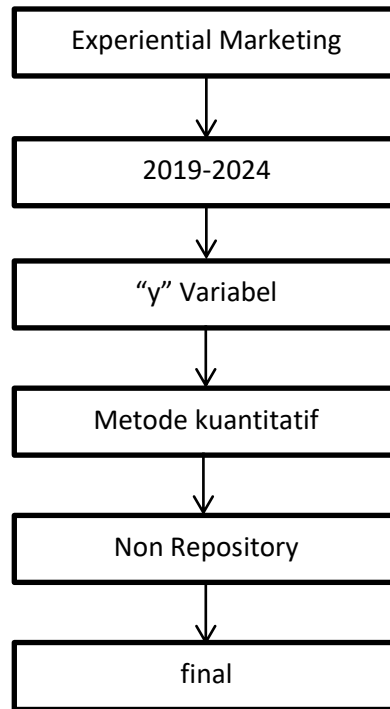 Experiential Marketing
2019-2024
“y” Variabel
Metode kuantitatif
Non Repository
final